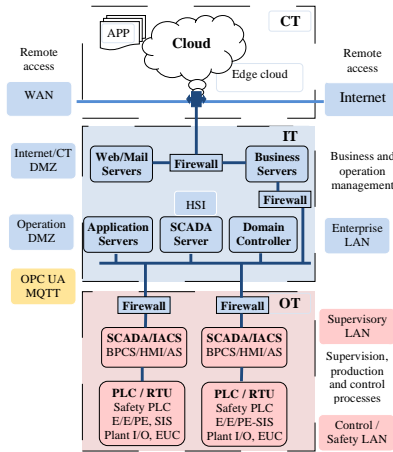 APP
CT
Cloud
Remote
access
Remote
access
Edge cloud
WAN
Internet
IT
Internet/CT
DMZ
Web/Mail
Servers
Firewall
Business
Servers
Business and
operation
management
Firewall
HSI
Operation
DMZ
Application
Servers
SCADA
Server
Domain
Controller
Enterprise
LAN
OPC UA
MQTT
Firewall
Firewall
OT
SCADA/IACS
BPCS/HMI/AS
SCADA/IACS
BPCS/HMI/AS
Supervisory
LAN
Supervision,
production
and control
processes
PLC / RTU
Safety PLC
E/E/PE, SIS
Plant I/O, EUC
PLC / RTU
Safety PLC
E/E/PE-SIS
Plant I/O, EUC
Control /
Safety LAN